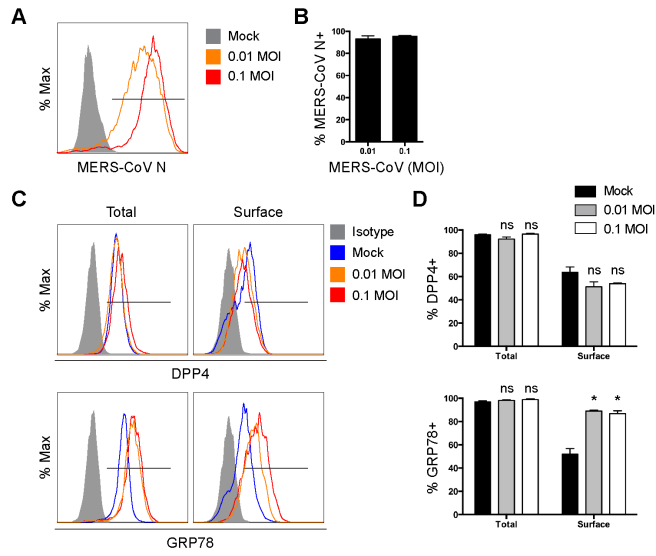 A
% Max
MERS-CoV N
Mock
0.01 MOI
0.1 MOI
B
% MERS-CoV N+
100
80
60
40
20
0
0.01
0.1
MERS-CoV (MOI)
C
Total
Surface
% Max
DPP4
Isotype
Mock
0.01 MOI
0.1 MOI
% Max
GRP78
D
Mock
0.01 MOI
0.1 MOI
% DPP4+
100
80
60
40
20
0
ns ns
ns ns
Total
Surface
% GRP78+
100
80
60
40
20
0
ns ns
* *
Total
Surface